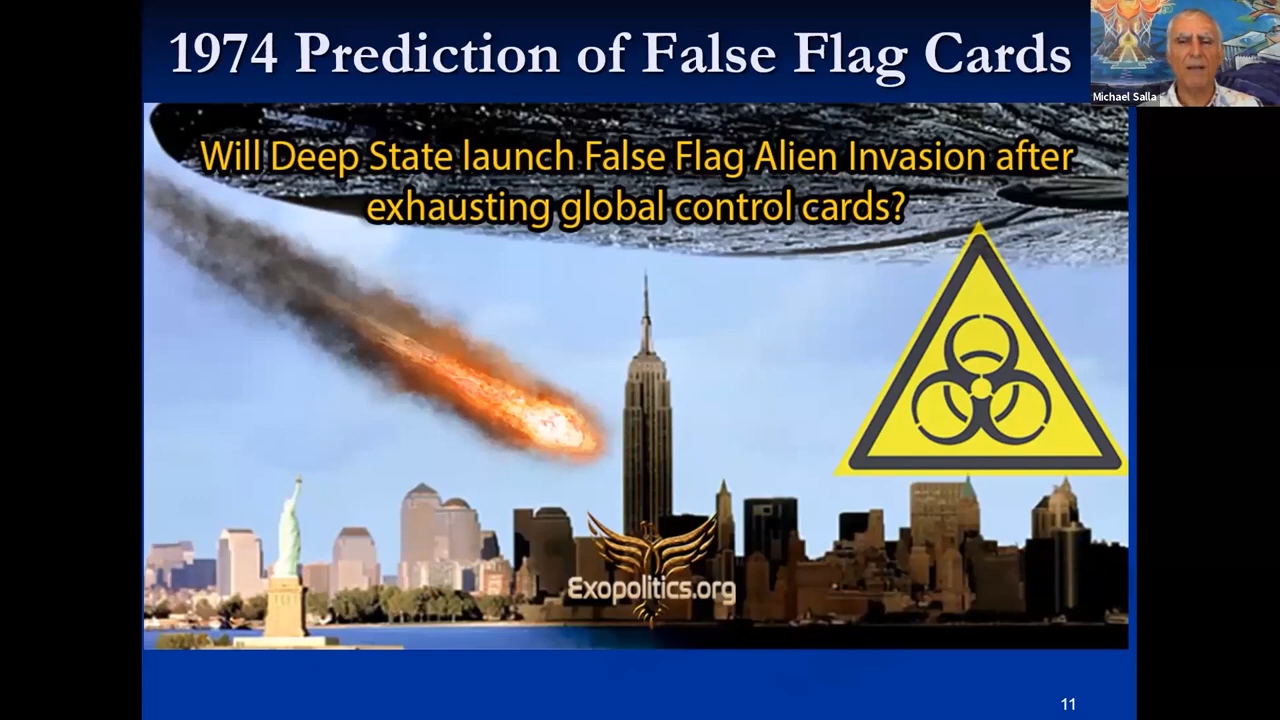 1974 Prediction of False Flag Cards
Michael Salla
Will Deep State launch False Flag Alien Invasion after
exhausting global control cards?
Exopolitics.org
11